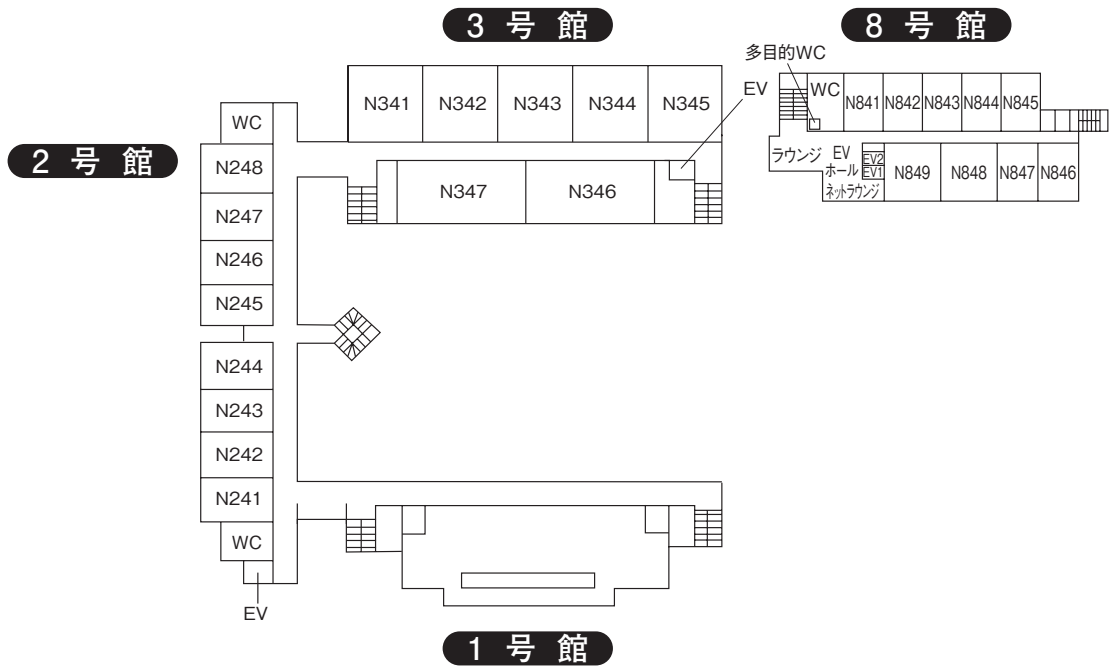 3 号 館
N341 N342 N343 N344 N345
EV
N347 N346
2 号 館
WC
N248
N247
N246
N245
N244
N243
N242
N241
WC
EV
1 号 館
8 号 館
多目的WC
WC N841 N842 N843 N844 N845
ラウンジ EV
ホール
ネットラウンジ
EV2
EV1
N849 N848 N847 N846